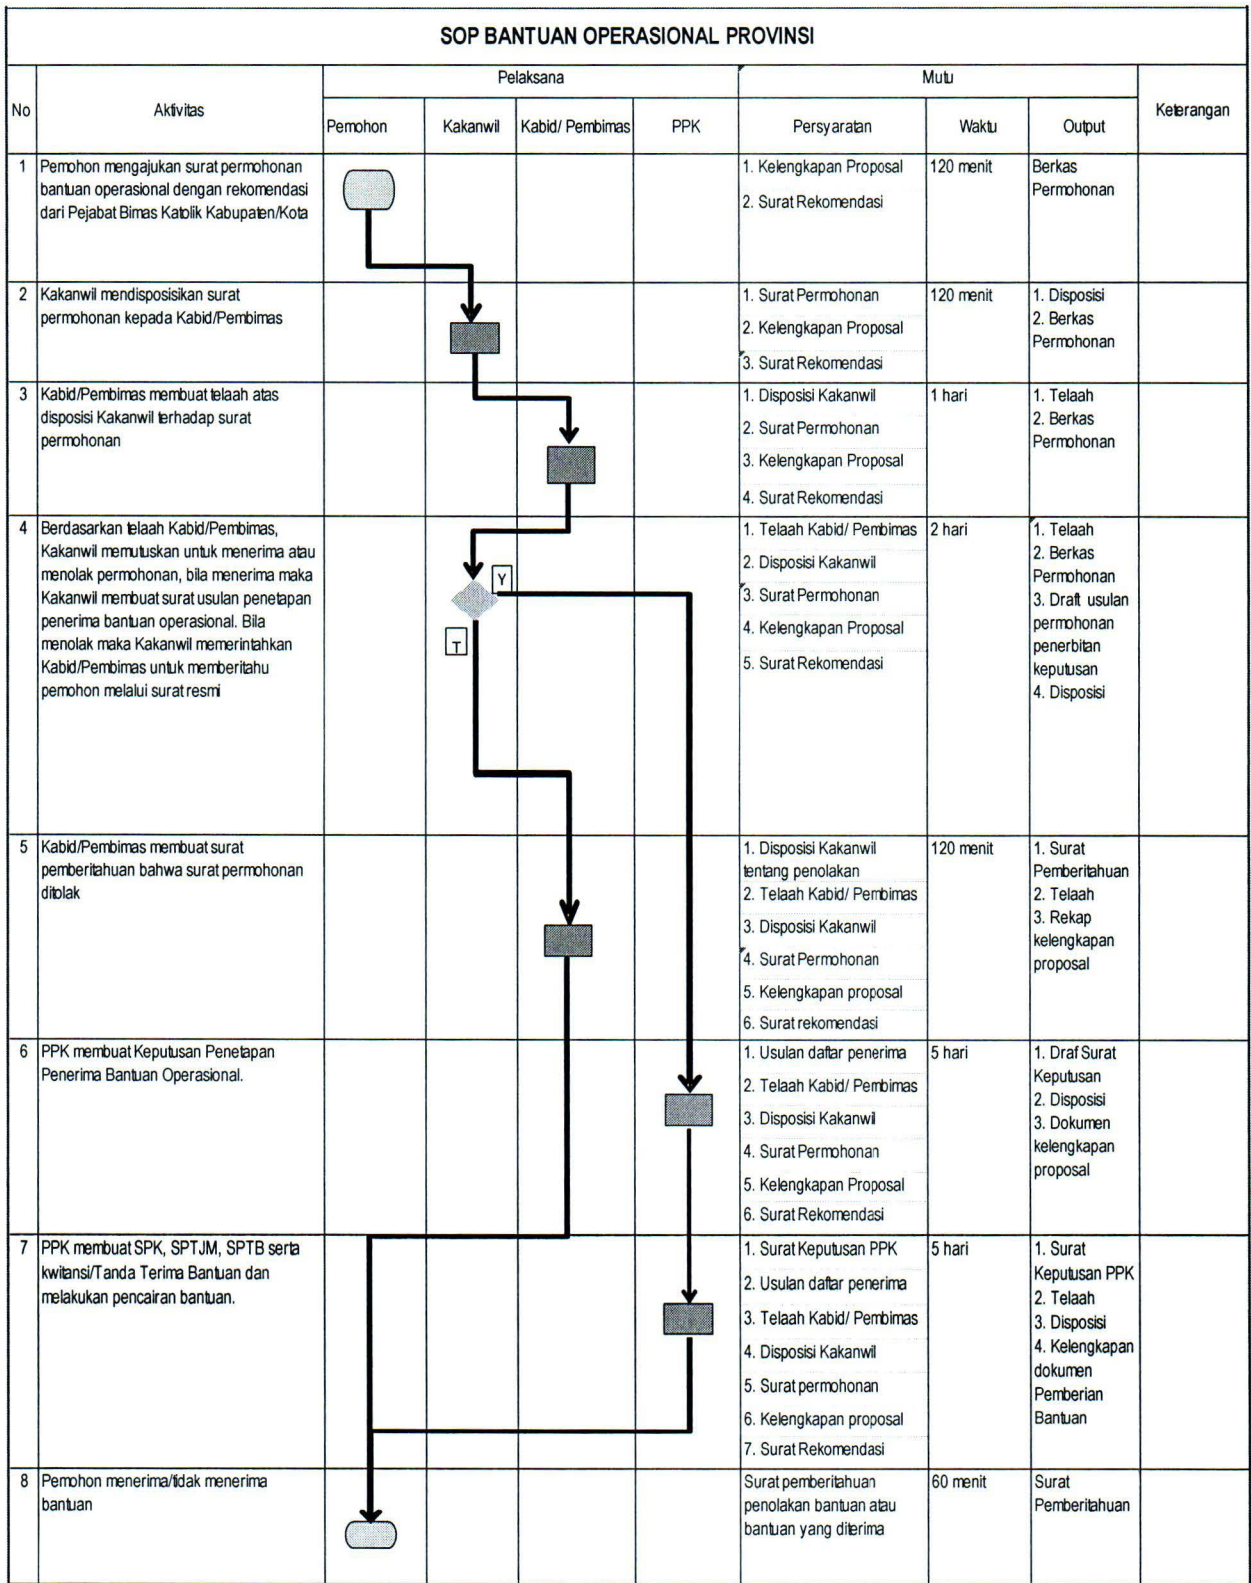 SOP BANTUAN OPERASIONAL PROVINSI
No
Aktivitas
Pelaksana
Mutu
Keterangan
Pemohon
Kakanwil
Kabid/ Pembimas
PPK
Persyaratan
Waktu
Output
1
Pemohon mengajukan surat permohonan
bantuan operasional dengan rekomendasi
dari Pejabat Bimas Katolik Kabupaten/Kota
1. Kelengkapan Proposal
2. Surat Rekomendasi
120 menit
Berkas
Permohonan
2
Kakanwil mendisposisikan surat
permohonan kepada Kabid/Pembimas
1. Surat Permohonan
2. Kelengkapan Proposal
3. Surat Rekomendasi
120 menit
1. Disposisi
2. Berkas
Permohonan
3
Kabid/Pembimas membuat telaah atas
disposisi Kakanwil terhadap surat
permohonan
1. Disposisi Kakanwil
2. Surat Permohonan
3. Kelengkapan Proposal
4. Surat Rekomendasi
1 hari
1. Telaah
2. Berkas
Permohonan
4
Berdasarkan telaah Kabid/Pembimas,
Kakanwil memutuskan untuk menerima atau
menolak permohonan, bila menerima maka
Kakanwil membuat surat usulan penetapan
penerima bantuan operasional. Bila
menolak maka Kakanwil memerintahkan
Kabid/Pembimas untuk memberitahu
pemohon melalui surat resmi
Y
T
1. Telaah Kabid/ Pembimas
2. Disposisi Kakanwil
3. Surat Permohonan
4. Kelengkapan Proposal
5. Surat Rekomendasi
2 hari
1. Telaah
2. Berkas
Permohonan
3. Draft usulan
permohonan
penerbitan
keputusan
4. Disposisi
5
Kabid/Pembimas membuat surat
pemberitahuan bahwa surat permohonan
ditolak
1. Disposisi Kakanwil
tentang penolakan
2. Telaah Kabid/ Pembimas
3. Disposisi Kakanwil
4. Surat Permohonan
5. Kelengkapan proposal
6. Surat rekomendasi
120 menit
1. Surat
Pemberitahuan
2. Telaah
3. Rekap
kelengkapan
proposal
6
PPK membuat Keputusan Penetapan
Penerima Bantuan Operasional.
1. Usulan daftar penerima
2. Telaah Kabid/ Pembimas
3. Disposisi Kakanwil
4. Surat Permohonan
5. Kelengkapan Proposal
6. Surat Rekomendasi
5 hari
1. Draf Surat
Keputusan
2. Disposisi
3. Dokumen
kelengkapan
proposal
7
PPK membuat SPK, SPTJM, SPTB serta
kwitansi/Tanda Terima Bantuan dan
melakukan pencairan bantuan.
1. Surat Keputusan PPK
2. Usulan daftar penerima
3. Telaah Kabid/ Pembimas
4. Disposisi Kakanwil
5. Surat permohonan
6. Kelengkapan proposal
7. Surat Rekomendasi
5 hari
1. Surat
Keputusan PPK
2. Telaah
3. Disposisi
4. Kelengkapan
dokumen
Pemberian
Bantuan
8
Pemohon menerima/tidak menerima
bantuan
Surat pemberitahuan
penolakan bantuan atau
bantuan yang diterima
60 menit
Surat
Pemberitahuan